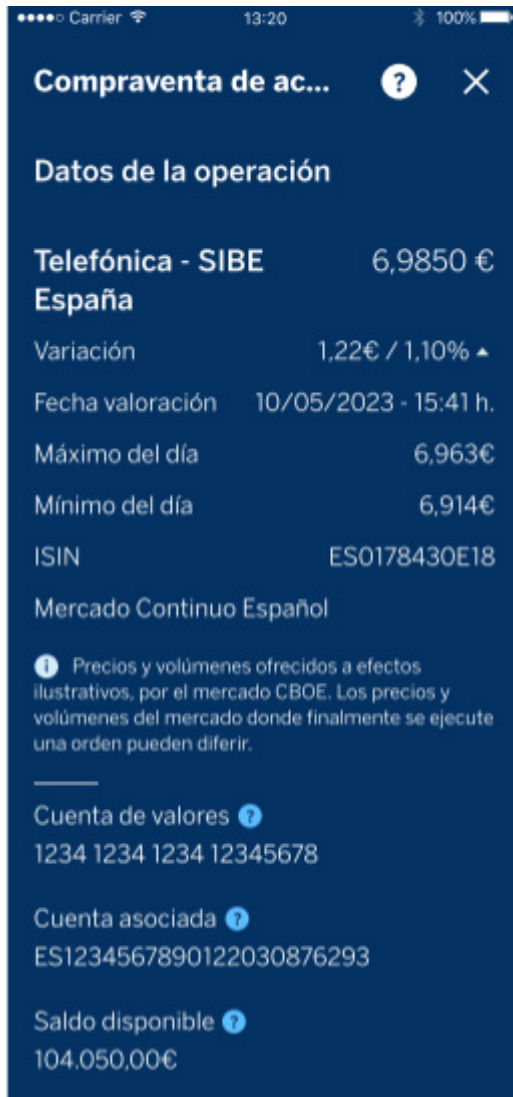 Carrier 13:20 100%
Compraventa de ac... ?
Datos de la operación
Telefónica - SIBE 6,9850 €
España
Variación 1,22€ / 1,10%
Fecha valoración 10/05/2023 - 15:41 h.
Máximo del día 6,963€
Mínimo del día 6,914€
ISIN ES0178430E18
Mercado Continuo Español
i Precios y volúmenes ofrecidos a efectos
ilustrativos, por el mercado CBOE. Los precios y
volúmenes del mercado donde finalmente se ejecute
una orden pueden diferir.
Cuenta de valores ?
1234 1234 1234 12345678
Cuenta asociada ?
ES1234567890122030876293
Saldo disponible ?
104.050,00€